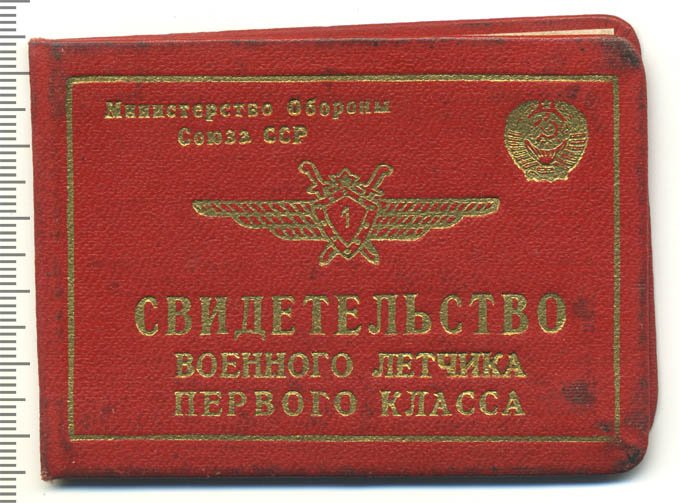 Министерство Обороны
Союза ССР
1
СВИДЕТЕЛЬСТВО
ВОЕННОГО ЛЕТЧИКА
ПЕРВОГО КЛАССА